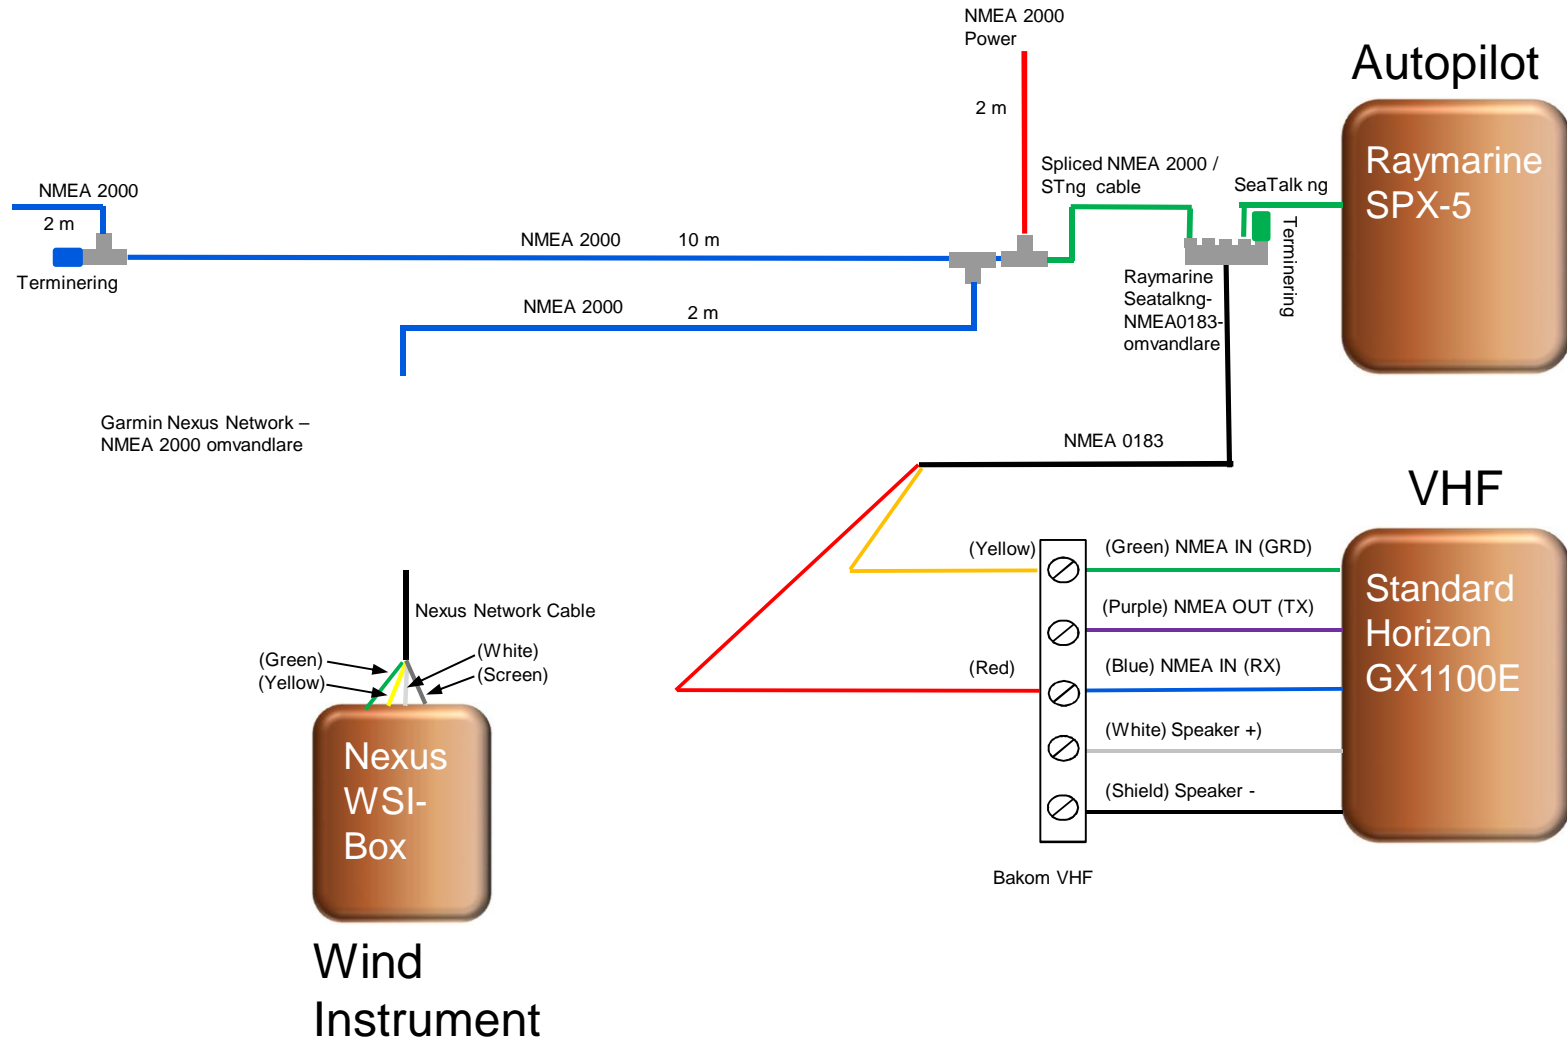 NMEA 2000
Power
Autopilot
2 m
Raymarine
SPX-5
Spliced NMEA 2000 /
STng cable
SeaTalk ng
NMEA 2000
2 m
Terminering
NMEA 2000 10 m
Terminering
Raymarine
Seatalkng-
NMEA0183-
omvandlare
NMEA 2000 2 m
Garmin Nexus Network –
NMEA 2000 omvandlare
NMEA 0183
VHF
(Yellow)
(Green) NMEA IN (GRD)
Standard
Horizon
GX1100E
(Purple) NMEA OUT (TX)
Nexus Network Cable
(Green)
(White)
(Yellow)
(Screen)
(Red)
(Blue) NMEA IN (RX)
(White) Speaker +)
(Shield) Speaker -
Nexus
WSI-
Box
Bakom VHF
Wind
Instrument